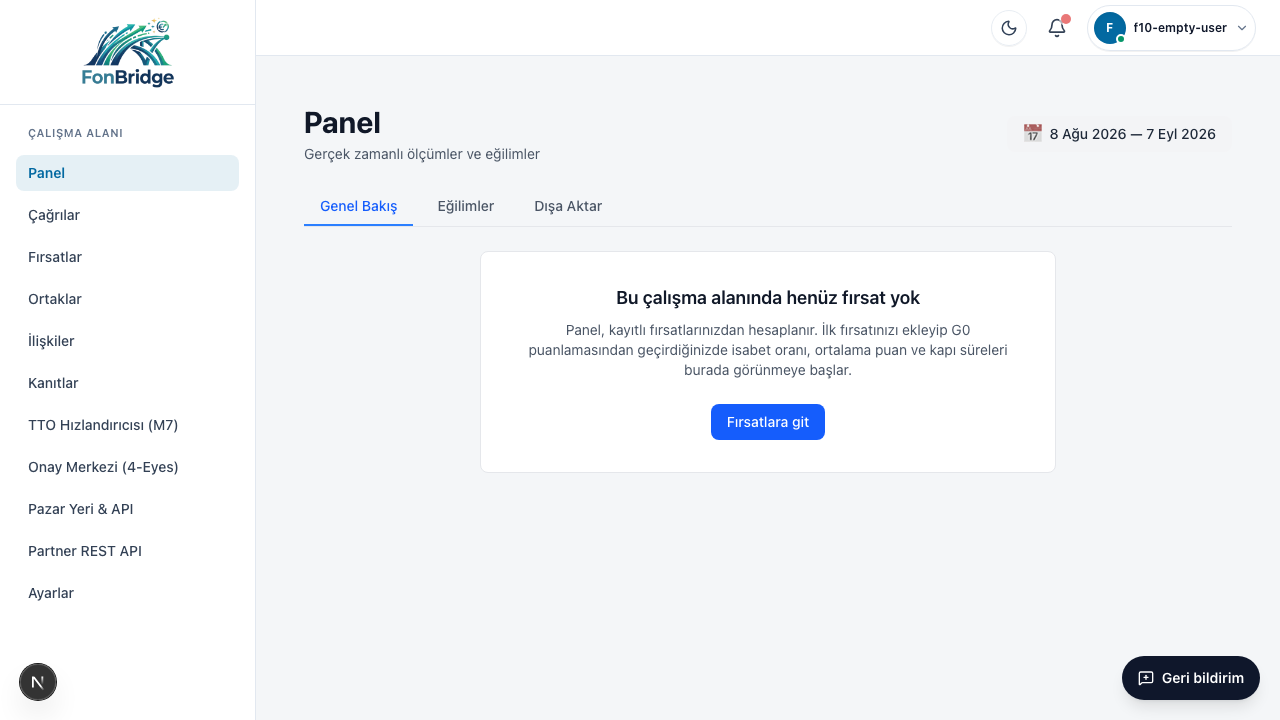 FonBridge
f10-empty-user
F
ÇALIŞMA ALANI
Panel
Çağrılar
Fırsatlar
Ortaklar
İlişkiler
Kanıtlar
TTO Hızlandırıcısı (M7)
Onay Merkezi (4-Eyes)
Pazar Yeri & API
Partner REST API
Ayarlar
N
Panel
Gerçek zamanlı ölçümler ve eğilimler
17
8 Ağu 2026 — 7 Eyl 2026
Genel Bakış
Eğilimler
Dışa Aktar
Bu çalışma alanında henüz fırsat yok
Panel, kayıtlı fırsatlarınızdan hesaplanır. İlk fırsatınızı ekleyip G0
puanlamasından geçirdiğinizde isabet oranı, ortalama puan ve kapı süreleri
burada görünmeye başlar.
Fırsatlara git
Geri bildirim